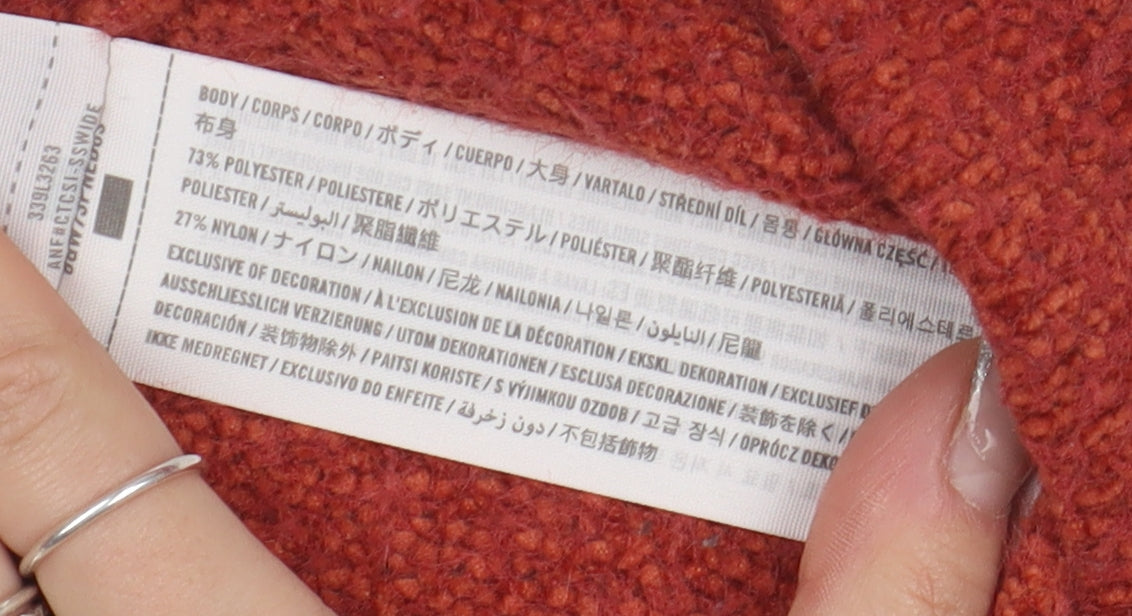 BODY / CORPS / CORPO / ボディ / CUERPO / 大身 / VARTALO / STŘEDNÍ DÍL / 몸통 / GŁÓWNA CZĘŚĆ /
布身
73% POLYESTER / POLIESTERE / ポリエステル / POLIÉSTER / 聚酯纤维 / POLYESTERIÄ / 폴리에스테르
POLIESTER / البوليستر / 聚脂纖維
27% NYLON / ナイロン / NAILON / 尼龙 / NAILONIA / 나일론 / النايلون / 尼龍
EXCLUSIVE OF DECORATION / À L'EXCLUSION DE LA DÉCORATION / EKSKL. DEKORATION / EXCLUSIEF
AUSSCHLIESSLICH VERZIERUNG / UTOM DEKORATIONEN / ESCLUSA DECORAZIONE / 装飾を除く /
DECORACIÓN / 装饰物除外 / PAITSI KORISTE / S VÝJIMKOU OZDOB / 고급 장식 / OPRÓCZ
IKKE MEDREGNET / EXCLUSIVO DO ENFEITE / دون زخرفة / 不包括飾物
339L3263